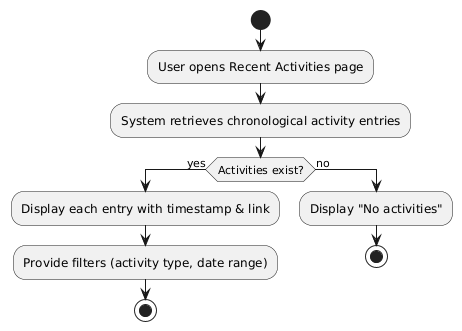 User opens Recent Activities page
System retrieves chronological activity entries
yes
Activities exist?
no
Display each entry with timestamp & link
Display "No activities"
Provide filters (activity type, date range)